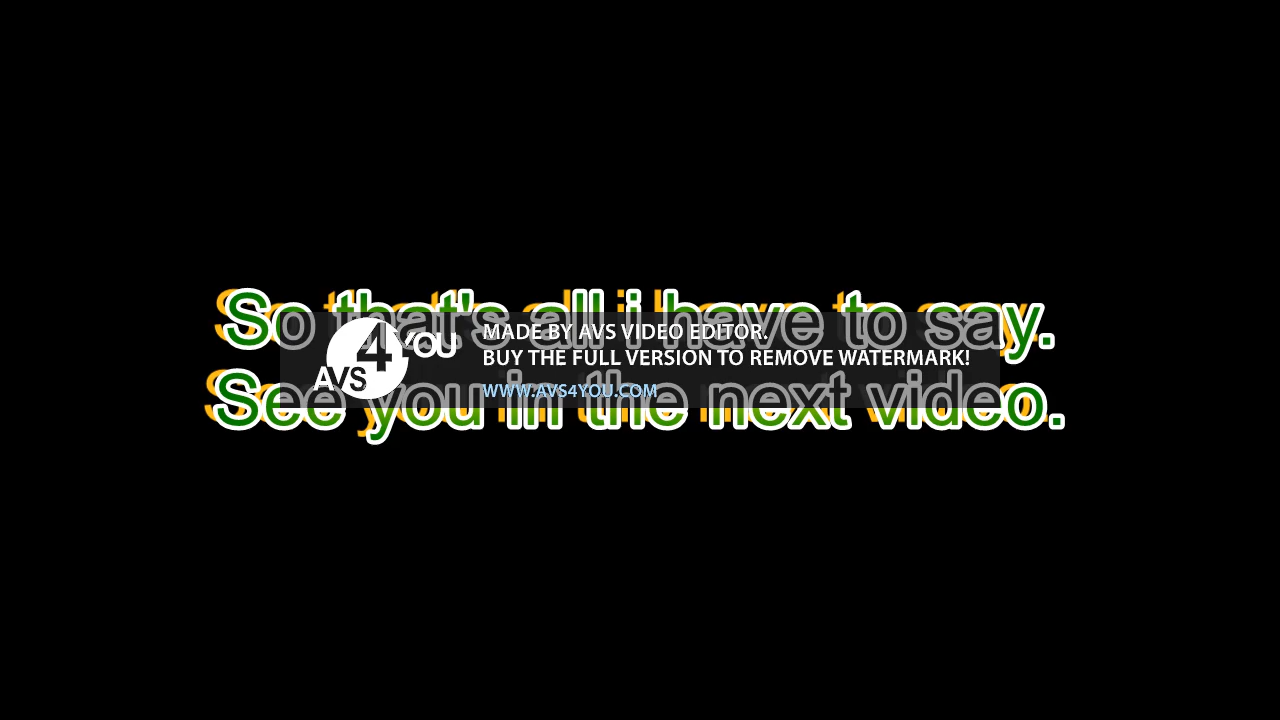 So that's all i have to say.
AVS4YOU
MADE BY AVS VIDEO EDITOR.
BUY THE FULL VERSION TO REMOVE WATERMARK!
WWW.AVS4YOU.COM
See you in the next video.